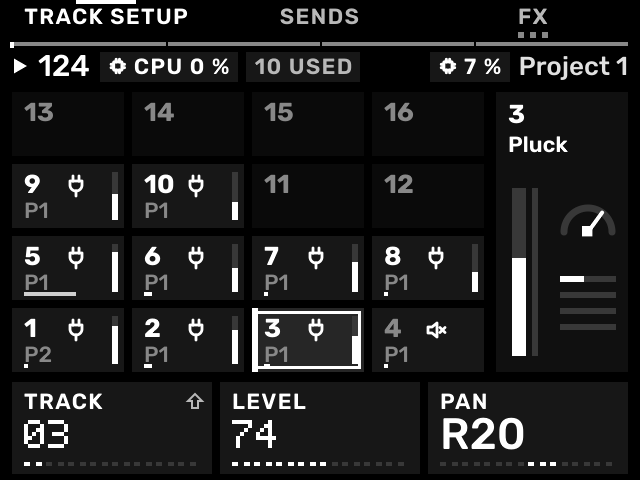 TRACK SETUP SENDS FX
124 CPU 0 % 10 USED 7 % Project 1
13 14 15 16
3
Pluck
9 10 11 12
P1 P1
5 6 7 8
P1 P1 P1 P1
1 2 3 4
P2 P1 P1 P1
TRACK LEVEL PAN
03 74 R20